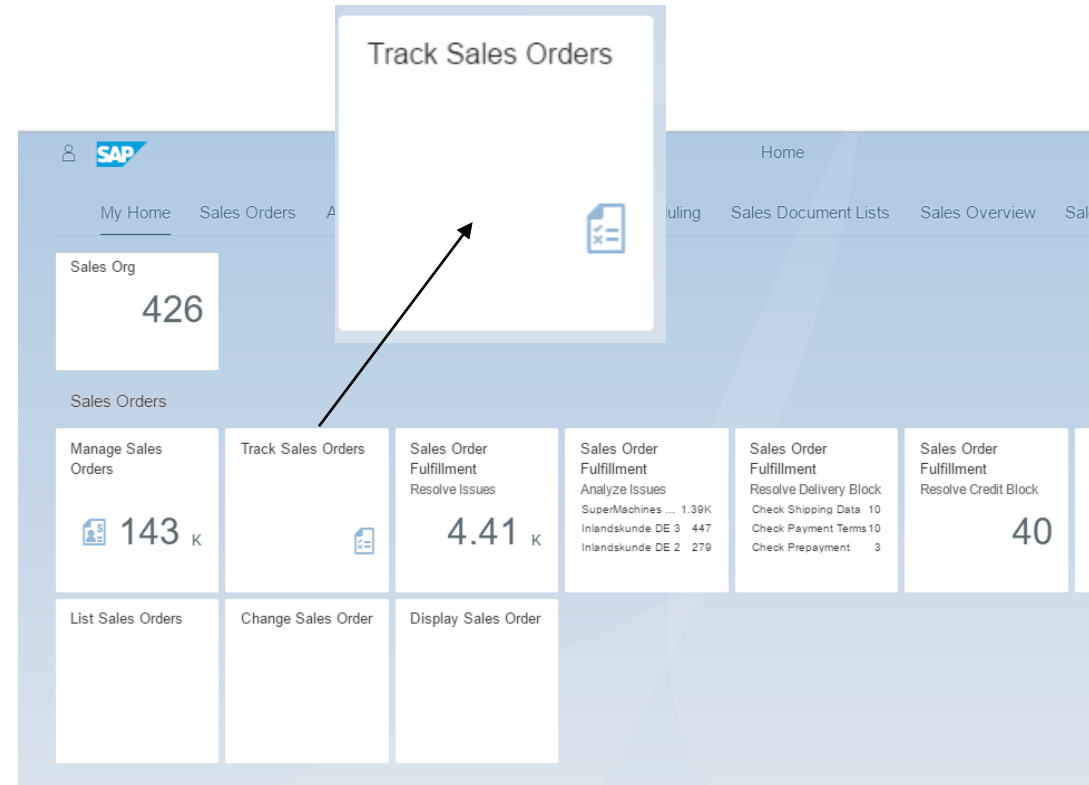 Track Sales Orders
SAP
Home
My Home
Sales Orders
Sales Document Lists
Sales Overview
Sales Org
426
Sales Orders
Manage Sales
Orders
143 K
Track Sales Orders
Sales Order
Fulfillment
Resolve Issues
4.41 K
Sales Order
Fulfillment
Analyze Issues
SuperMachines ... 1.39K
Inlandskunde DE 3 447
Inlandskunde DE 2 279
Sales Order
Fulfillment
Resolve Delivery Block
Check Shipping Data 10
Check Payment Terms 10
Check Prepayment 3
Sales Order
Fulfillment
Resolve Credit Block
40
List Sales Orders
Change Sales Order
Display Sales Order